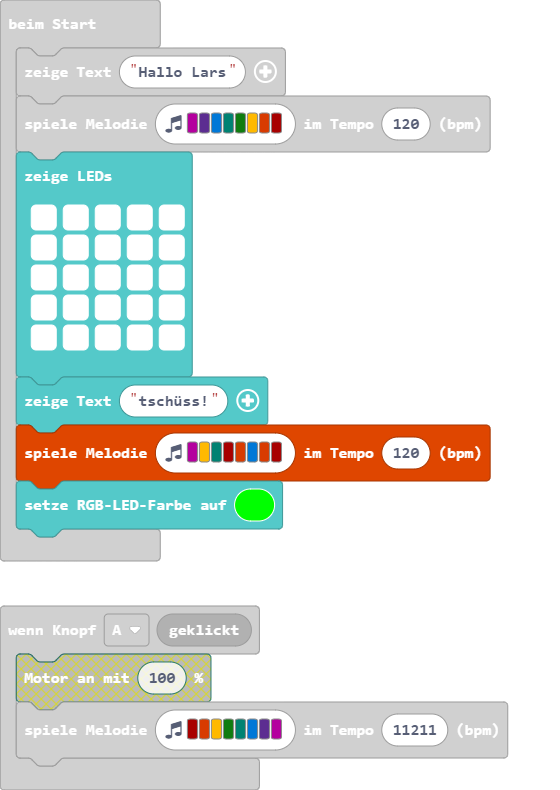 beim Start
zeige Text "Hallo Lars"
spiele Melodie im Tempo 120 (bpm)
zeige LEDs
zeige Text "tschüss!"
spiele Melodie im Tempo 120 (bpm)
setze RGB-LED-Farbe auf
wenn Knopf A geklickt
Motor an mit 100 %
spiele Melodie im Tempo 11211 (bpm)